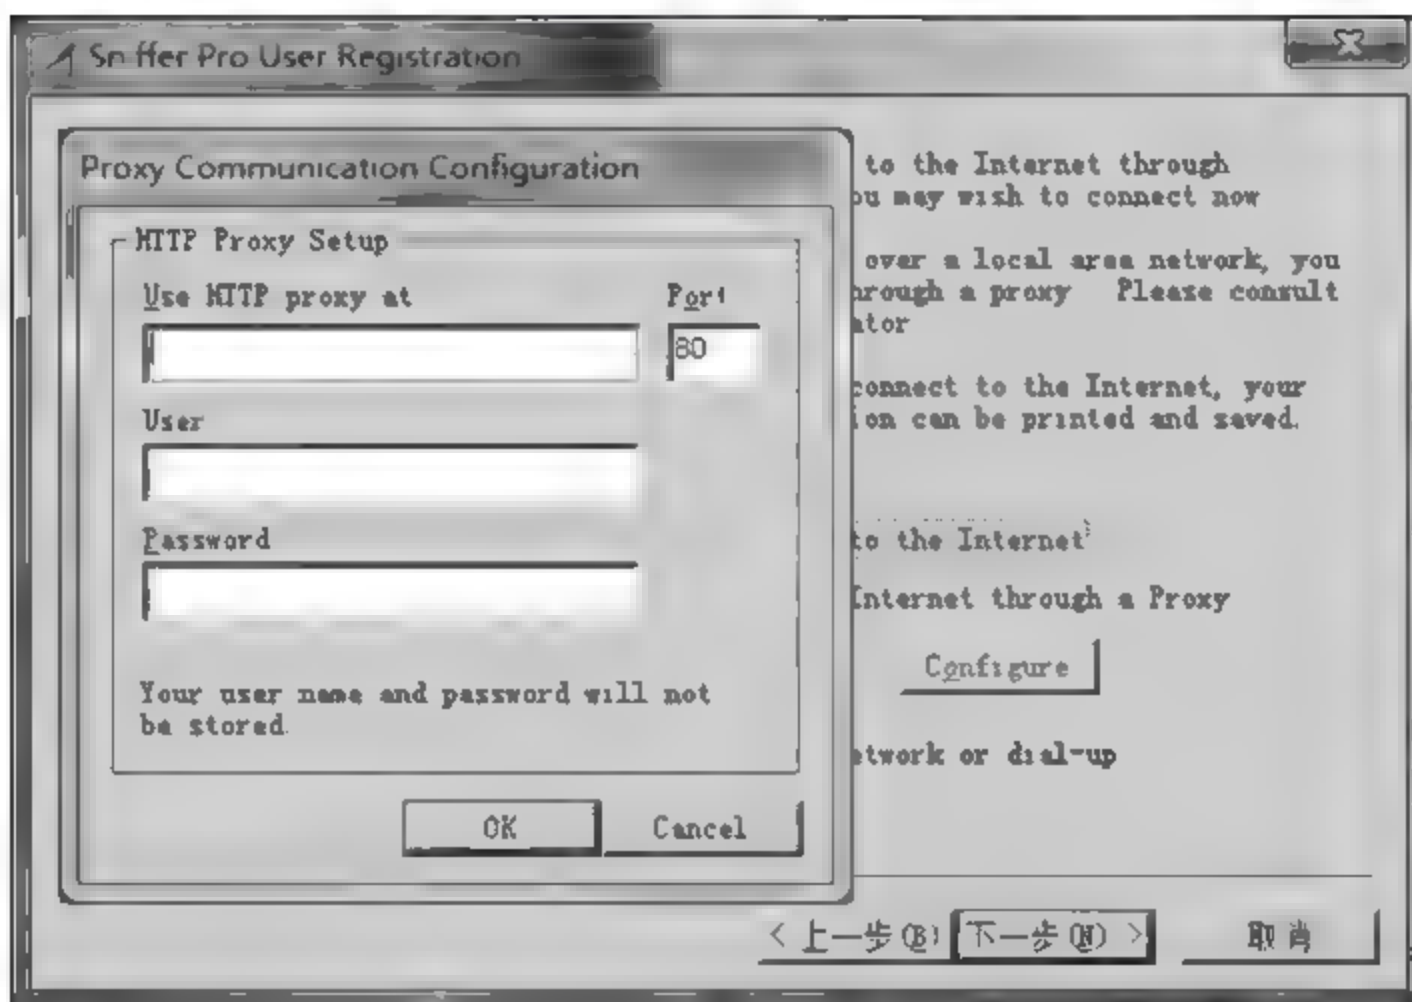 Sniffer Pro User Registration
Proxy Communication Configuration
HTTP Proxy Setup
Use HTTP proxy at
Port
80
User
Password
Your user name and password will not
be stored.
OK
Cancel
to the Internet through
ou may wish to connect now
over a local area network, you
hrough a proxy Please consult
ator
connect to the Internet, your
ion can be printed and saved.
to the Internet
Internet through a Proxy
Configure
etwork or dial-up
< 上一步(B)
下一步(N) >
取消